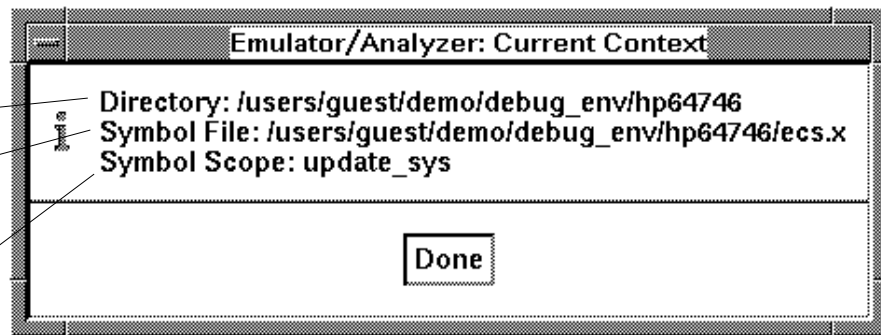 Emulator/Analyzer: Current Context
Directory: /users/guest/demo/debug_env/hp64746
Symbol File: /users/guest/demo/debug_env/hp64746/ecs.x
Symbol Scope: update_sys
Done